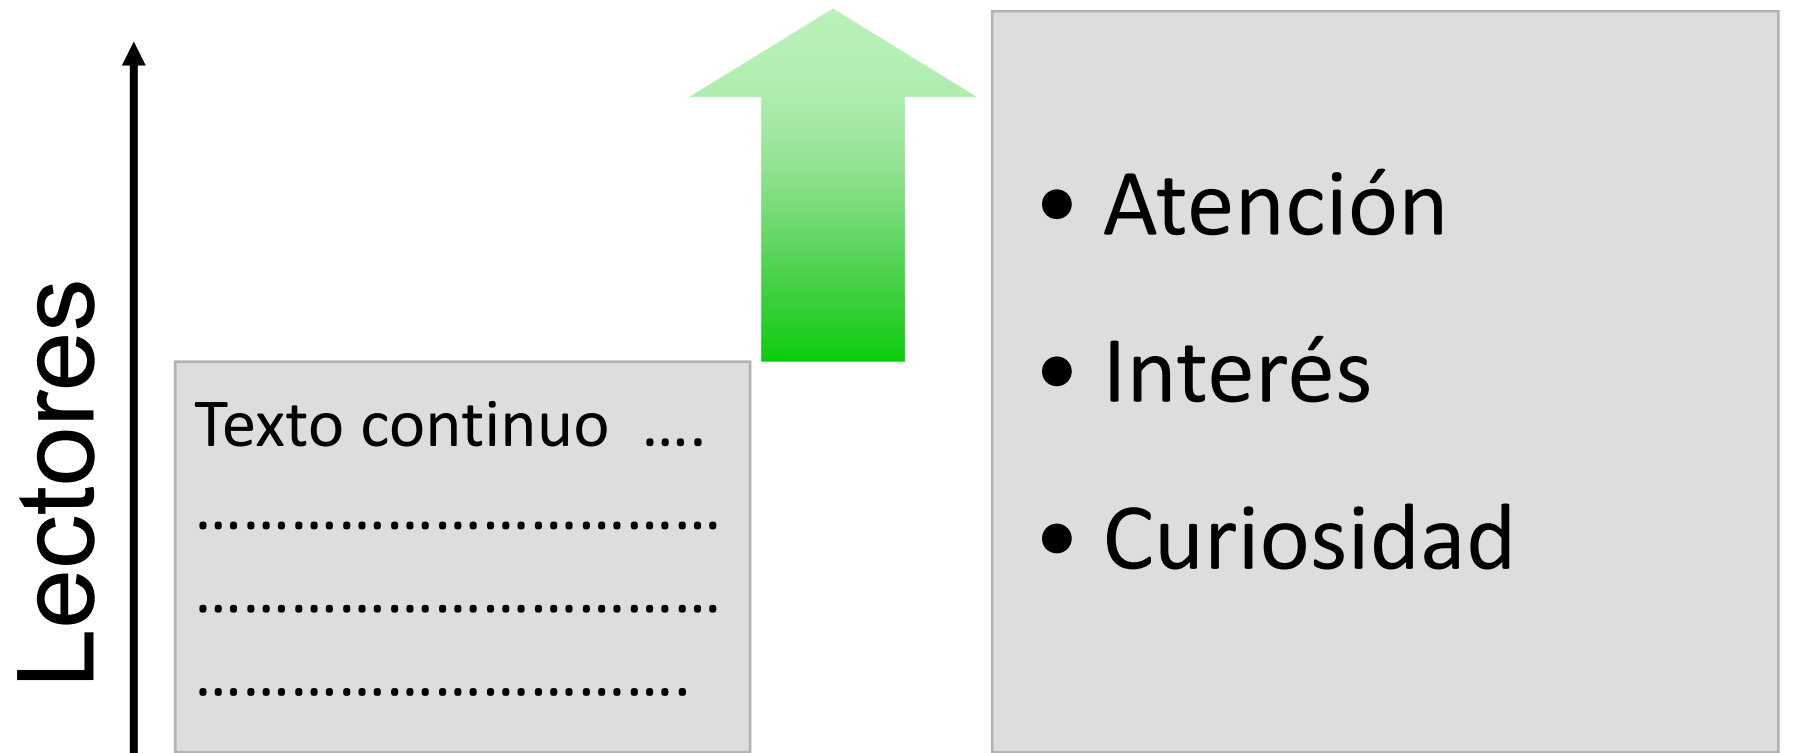 Lectores
Texto continuo ….
……………………………
……………………………
………………………….
• Atención
• Interés
• Curiosidad